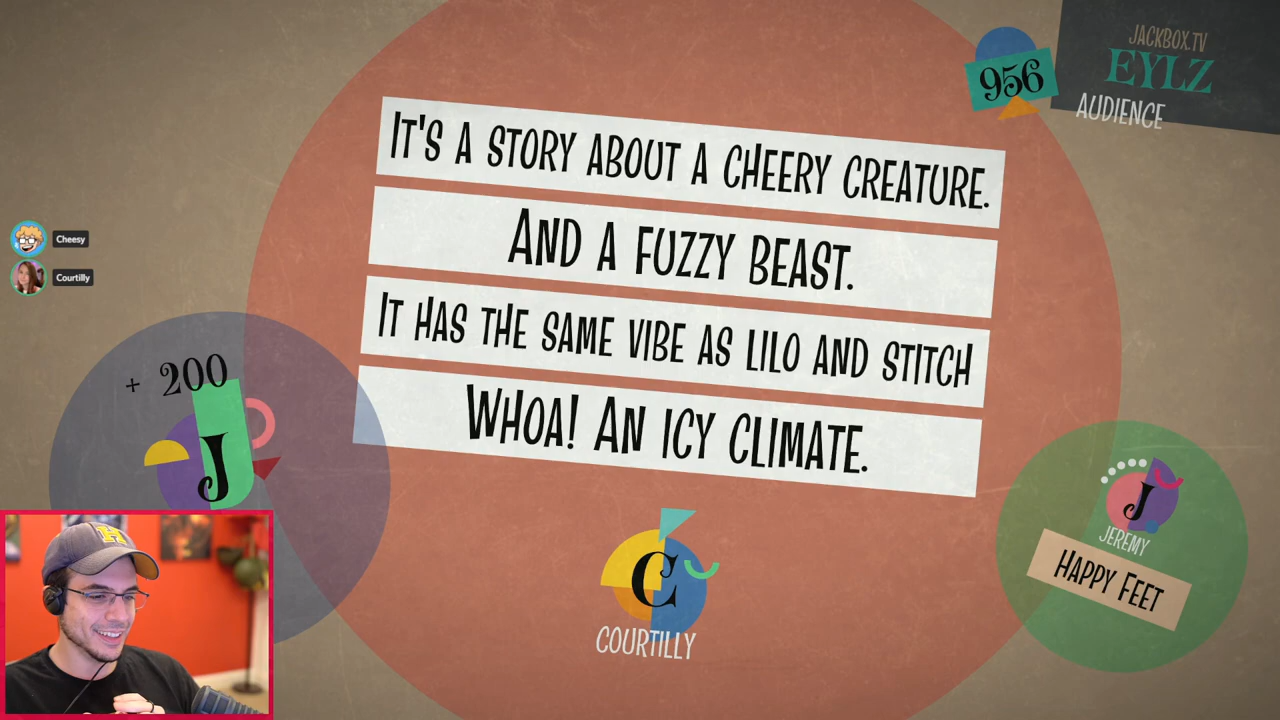 JACKBOX.TV
EYLZ
956
AUDIENCE
IT'S A STORY ABOUT A CHEERY CREATURE.
AND A FUZZY BEAST.
IT HAS THE SAME VIBE AS LILO AND STITCH
WHOA! AN ICY CLIMATE.
Cheesy
Courtilly
+ 200
J
H
C
COURTILLY
J
JEREMY
HAPPY FEET